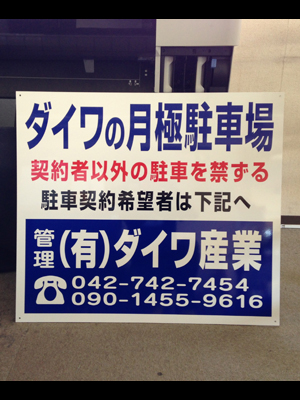 ダイワの月極駐車場
契約者以外の駐車を禁ずる
駐車契約希望者は下記へ
管理 (有)ダイワ産業
☎042-742-7454
090-1455-9616